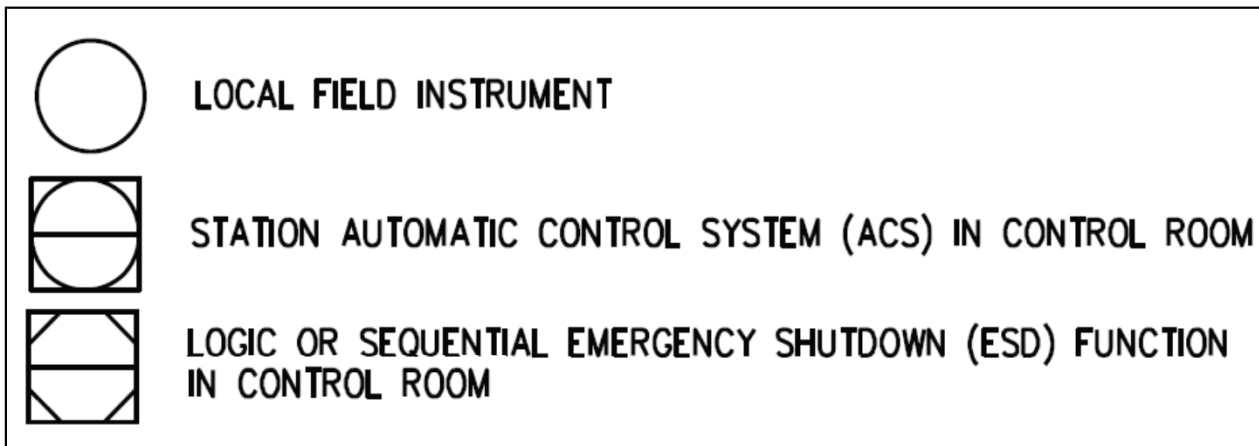 LOCAL FIELD INSTRUMENT
STATION AUTOMATIC CONTROL SYSTEM (ACS) IN CONTROL ROOM
LOGIC OR SEQUENTIAL EMERGENCY SHUTDOWN (ESD) FUNCTION
IN CONTROL ROOM